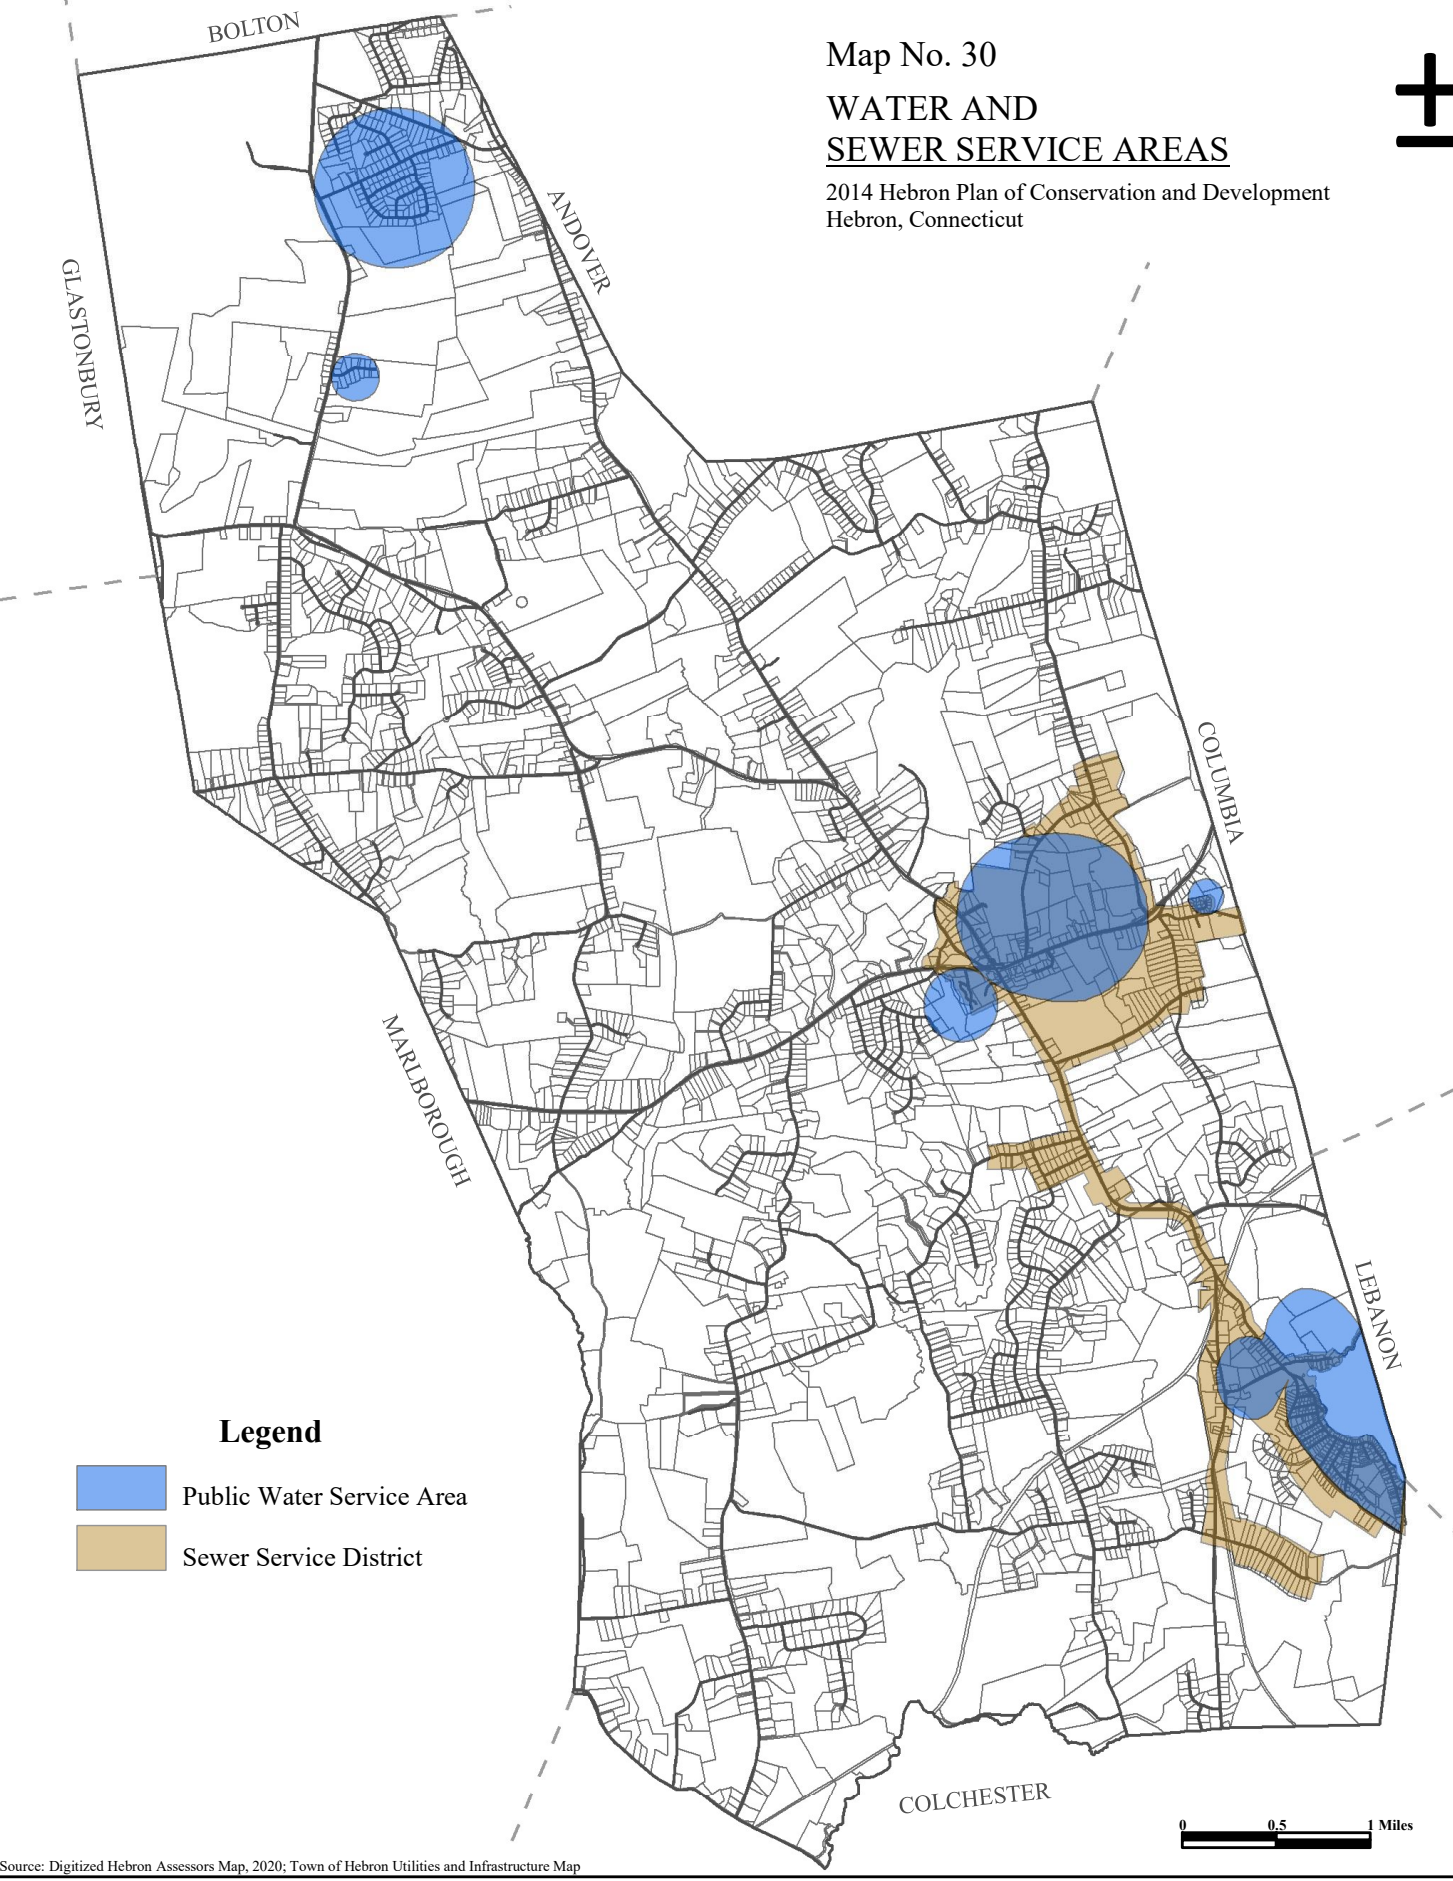 BOLTON
Map No. 30
WATER AND
SEWER SERVICE AREAS
2014 Hebron Plan of Conservation and Development
Hebron, Connecticut
ANDOVER
GLASTONBURY
COLUMBIA
MARLBOROUGH
LEBANON
Legend
Public Water Service Area
Sewer Service District
COLCHESTER
0 0.5 1 Miles
Source: Digitized Hebron Assessors Map, 2020; Town of Hebron Utilities and Infrastructure Map